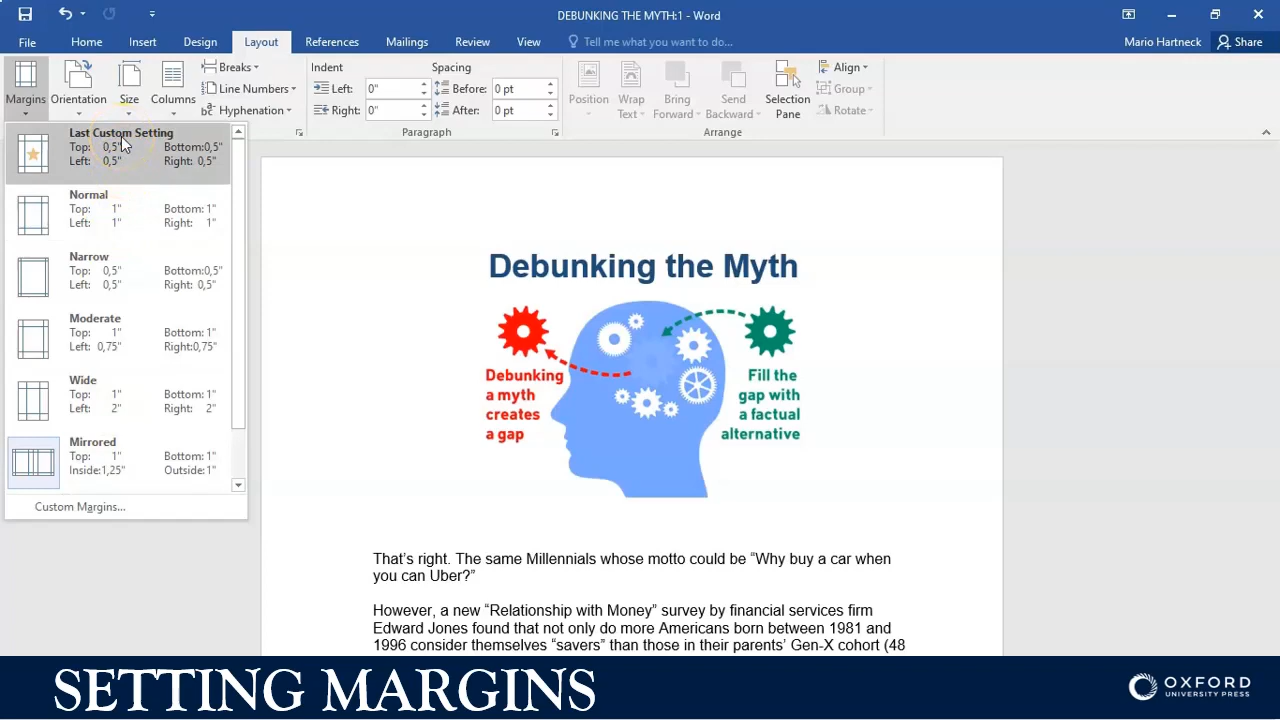 DEBUNKING THE MYTH:1 - Word
File Home Insert Design Layout References Mailings Review View Tell me what you want to do... Mario Hartneck Share
Margins Orientation Size Columns
Breaks
Line Numbers
Hyphenation
Indent
Left: 0"
Right: 0"
Spacing
Before: 0 pt
After: 0 pt
Paragraph
Position
Wrap Text
Bring Forward
Send Backward
Selection Pane
Align
Group
Rotate
Arrange
Last Custom Setting
Top: 0,5" Bottom:0,5"
Left: 0,5" Right: 0,5"
Normal
Top: 1" Bottom: 1"
Left: 1" Right: 1"
Narrow
Top: 0,5" Bottom:0,5"
Left: 0,5" Right: 0,5"
Moderate
Top: 1" Bottom: 1"
Left: 0,75" Right:0,75"
Wide
Top: 1" Bottom: 1"
Left: 2" Right: 2"
Mirrored
Top: 1" Bottom: 1"
Inside:1,25" Outside:1"
Custom Margins...
Debunking the Myth
Debunking
a myth
creates
a gap
Fill the
gap with
a factual
alternative
That’s right. The same Millennials whose motto could be “Why buy a car when
you can Uber?”
However, a new “Relationship with Money” survey by financial services firm
Edward Jones found that not only do more Americans born between 1981 and
1996 consider themselves “savers” than those in their parents’ Gen-X cohort (48
SETTING MARGINS
OXFORD
UNIVERSITY PRESS